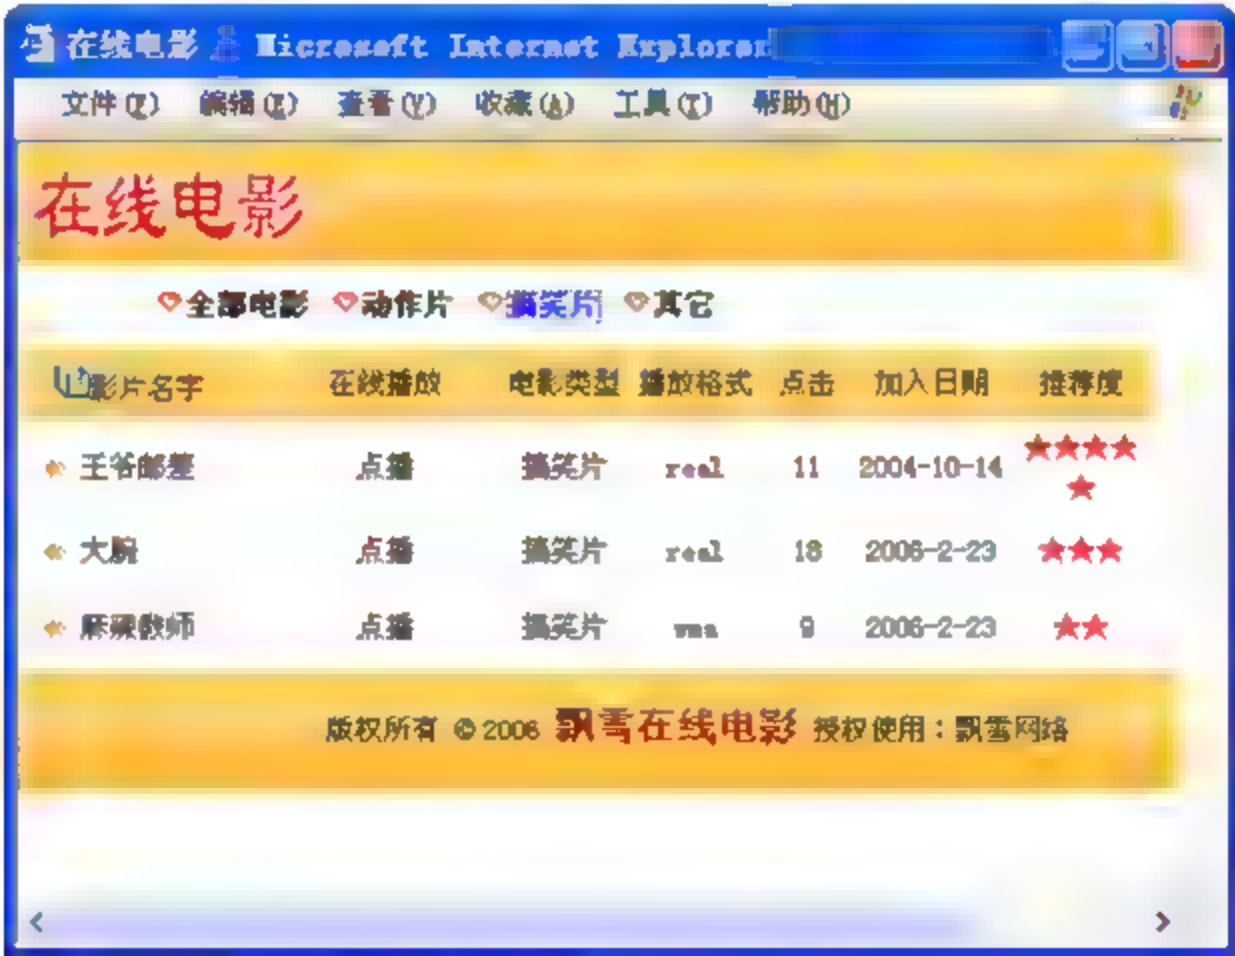 在线电影 - Microsoft Internet Explorer
文件(F) 编辑(E) 查看(V) 收藏(A) 工具(T) 帮助(H)
在线电影
全部电影 动作片 搞笑片 其它
影片名字 在线播放 电影类型 播放格式 点击 加入日期 推荐度
王爷邮差 点播 搞笑片 real 11 2004-10-14 ★★★★
★
大腕 点播 搞笑片 real 18 2006-2-23 ★★★
麻辣教师 点播 搞笑片 wma 9 2006-2-23 ★★
版权所有 ©2006 飘雪在线电影 授权使用：飘雪网络